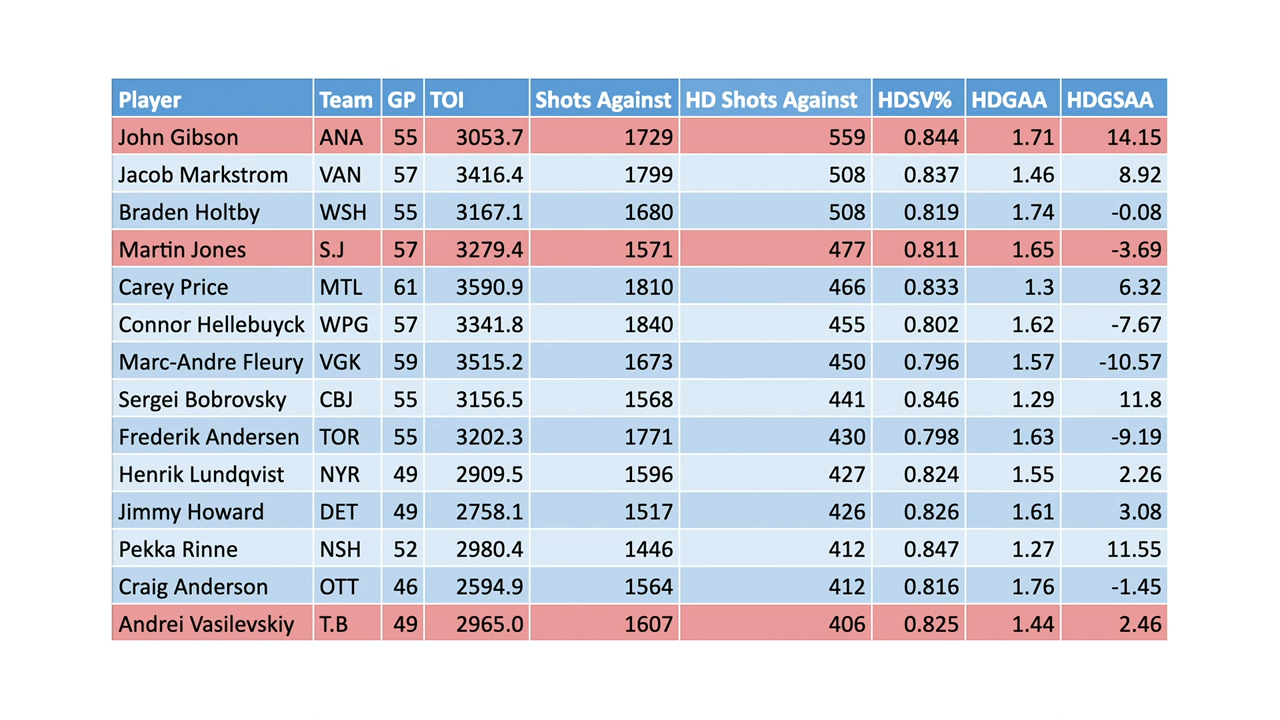 Player Team GP TOI Shots Against HD Shots Against HDSV% HDGAA HDGSAA
John Gibson ANA 55 3053.7 1729 559 0.844 1.71 14.15
Jacob Markstrom VAN 57 3416.4 1799 508 0.837 1.46 8.92
Braden Holtby WSH 55 3167.1 1680 508 0.819 1.74 -0.08
Martin Jones S.J 57 3279.4 1571 477 0.811 1.65 -3.69
Carey Price MTL 61 3590.9 1810 466 0.833 1.3 6.32
Connor Hellebuyck WPG 57 3341.8 1840 455 0.802 1.62 -7.67
Marc-Andre Fleury VGK 59 3515.2 1673 450 0.796 1.57 -10.57
Sergei Bobrovsky CBJ 55 3156.5 1568 441 0.846 1.29 11.8
Frederik Andersen TOR 55 3202.3 1771 430 0.798 1.63 -9.19
Henrik Lundqvist NYR 49 2909.5 1596 427 0.824 1.55 2.26
Jimmy Howard DET 49 2758.1 1517 426 0.826 1.61 3.08
Pekka Rinne NSH 52 2980.4 1446 412 0.847 1.27 11.55
Craig Anderson OTT 46 2594.9 1564 412 0.816 1.76 -1.45
Andrei Vasilevskiy T.B 49 2965.0 1607 406 0.825 1.44 2.46